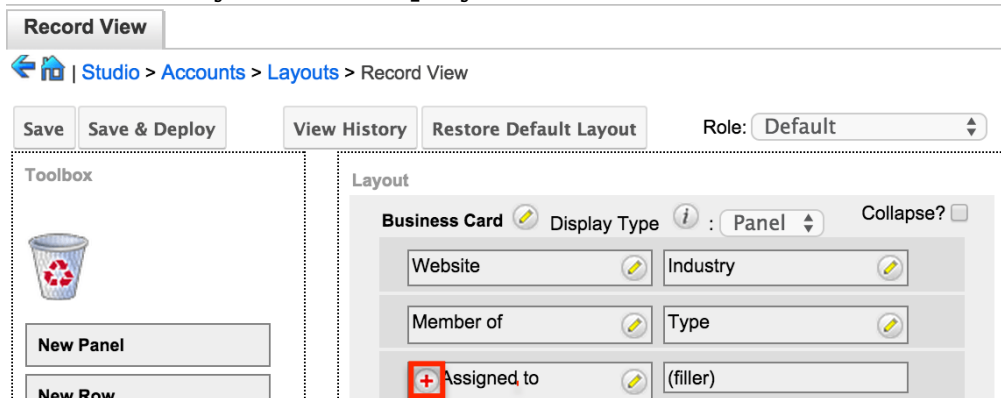 Record View
| Studio > Accounts > Layouts > Record View
Save Save & Deploy View History Restore Default Layout Role: Default
Toolbox
Layout
Business Card Display Type i : Panel Collapse?
Website Industry
Member of Type
New Panel
Assigned to (filler)
New Row